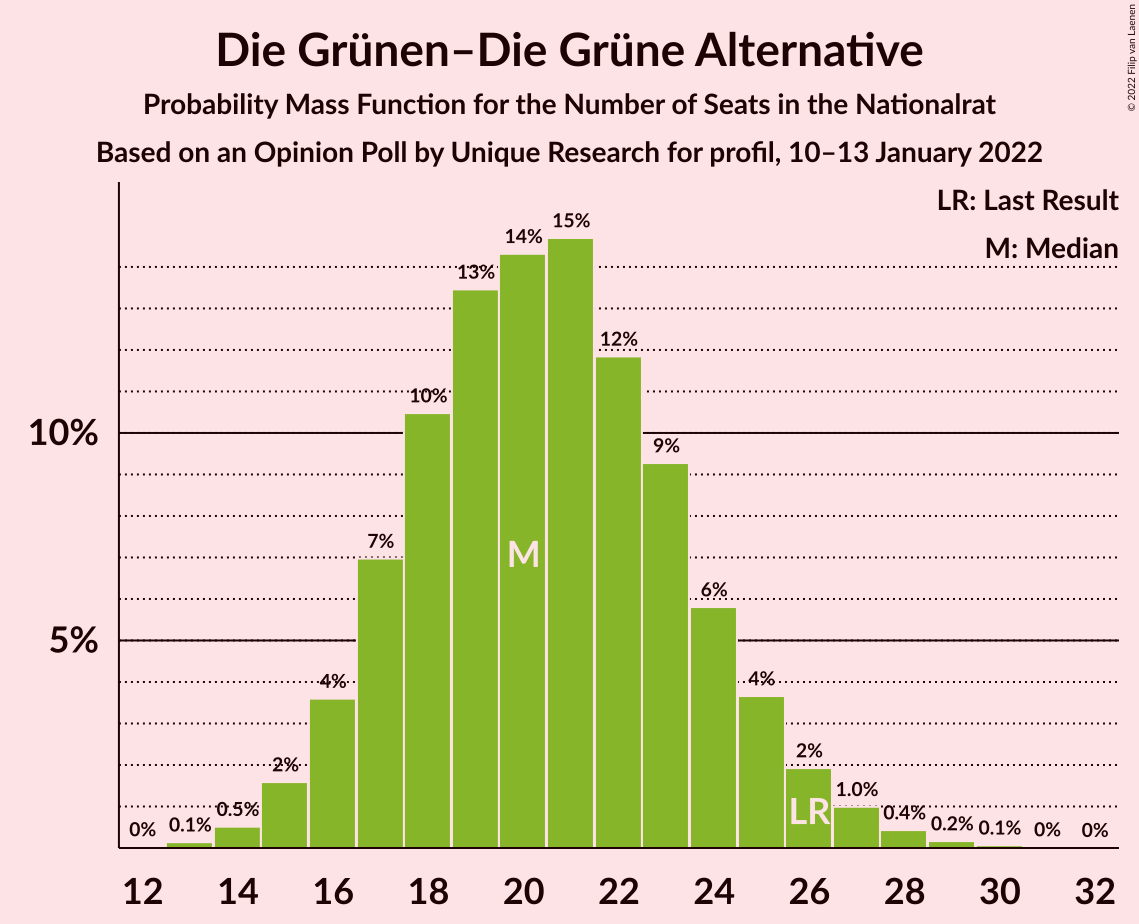 Die Grünen–Die Grüne Alternative
Probability Mass Function for the Number of Seats in the Nationalrat
Based on an Opinion Poll by Unique Research for profil, 10–13 January 2022
© 2022 Filip van Laenen
LR: Last Result
M: Median
10%
5%
0%
0.1%
0.5%
2%
4%
7%
10%
13%
14%
15%
12%
9%
6%
4%
2%
1.0%
0.4%
0.2%
0.1%
0%
0%
M
LR
12 14 16 18 20 22 24 26 28 30 32